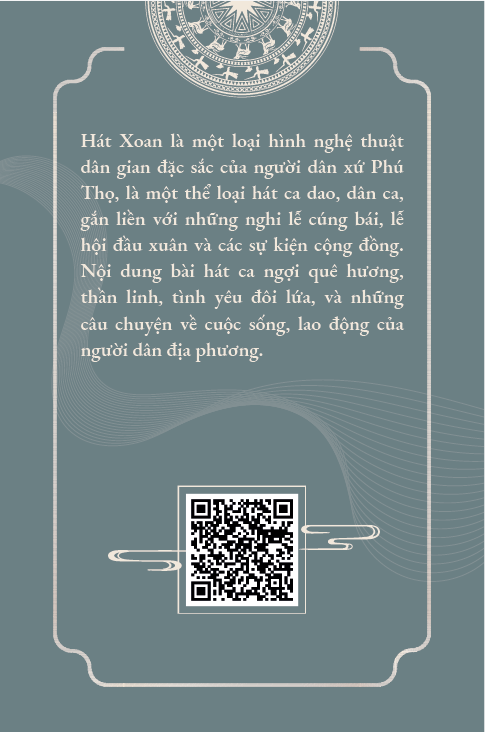 Hát Xoan là một loại hình nghệ thuật
dân gian đặc sắc của người dân xứ Phú
Thọ, là một thể loại hát ca dao, dân ca,
gắn liền với những nghi lễ cúng bái, lễ
hội đầu xuân và các sự kiện cộng đồng.
Nội dung bài hát ca ngợi quê hương,
thần linh, tình yêu đôi lứa, và những
câu chuyện về cuộc sống, lao động của
người dân địa phương.